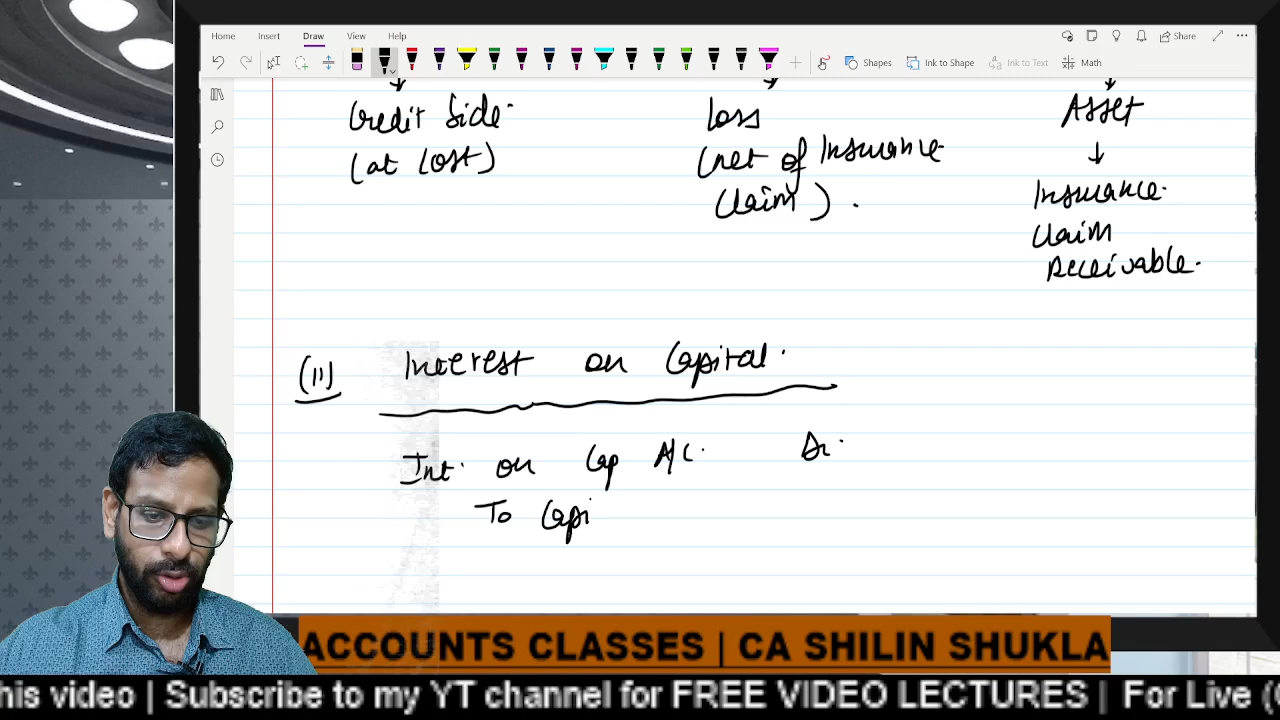 Home Insert Draw View Help Share
Shapes Ink to Shape Ink to Text Math
Credit Side.
(at Cost)
Loss
(net of Insurance
Claim).
Asset
Insurance.
Claim
Receivable.
(11) Interest on Capital.
Int. on Cap A/c. Dr.
To Capi
ACCOUNTS CLASSES | CA SHILIN SHUKLA
his video | Subscribe to my YT channel for FREE VIDEO LECTURES | For Live (